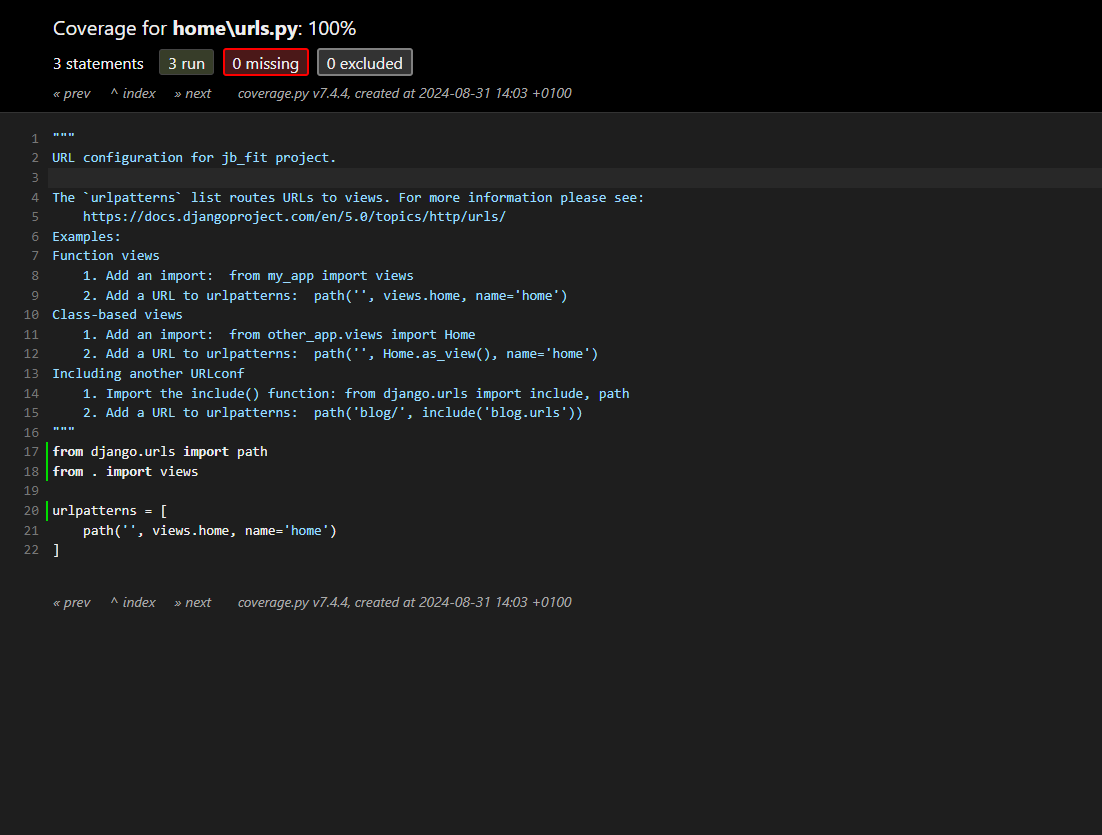 Coverage for home\urls.py: 100%
3 statements 3 run 0 missing 0 excluded
« prev ^ index » next coverage.py v7.4.4, created at 2024-08-31 14:03 +0100
1 """
2 URL configuration for jb_fit project.
3
4 The `urlpatterns` list routes URLs to views. For more information please see:
5     https://docs.djangoproject.com/en/5.0/topics/http/urls/
6 Examples:
7 Function views
8     1. Add an import:  from my_app import views
9     2. Add a URL to urlpatterns:  path('', views.home, name='home')
10 Class-based views
11     1. Add an import:  from other_app.views import Home
12     2. Add a URL to urlpatterns:  path('', Home.as_view(), name='home')
13 Including another URLconf
14     1. Import the include() function: from django.urls import include, path
15     2. Add a URL to urlpatterns:  path('blog/', include('blog.urls'))
16 """
17 from django.urls import path
18 from . import views
19
20 urlpatterns = [
21     path('', views.home, name='home')
22 ]
« prev ^ index » next coverage.py v7.4.4, created at 2024-08-31 14:03 +0100